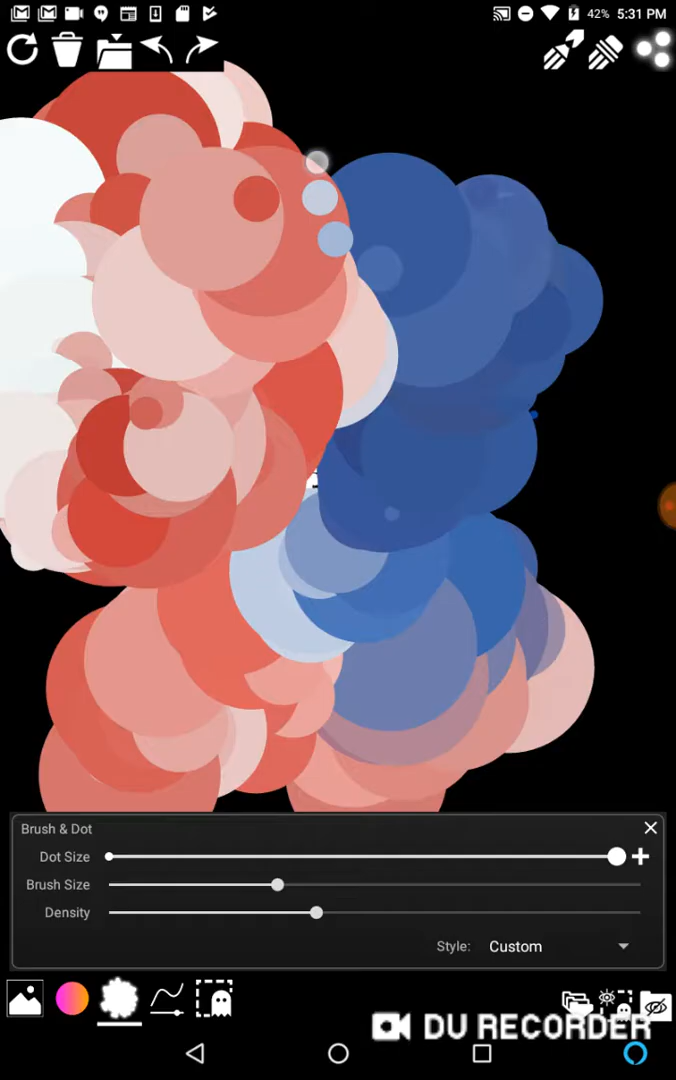 42% 5:31 PM
Brush & Dot
Dot Size
Brush Size
Density
Style: Custom
DU RECORDER